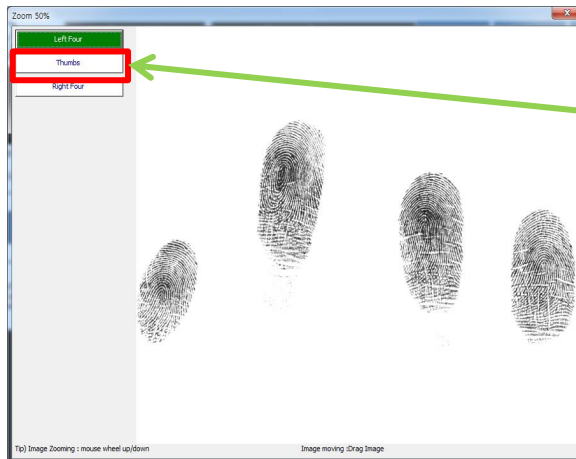 Zoom 50%
Left Four
Thumbs
Right Four
Tip) Image Zooming : mouse wheel up/down
Image moving :Drag Image